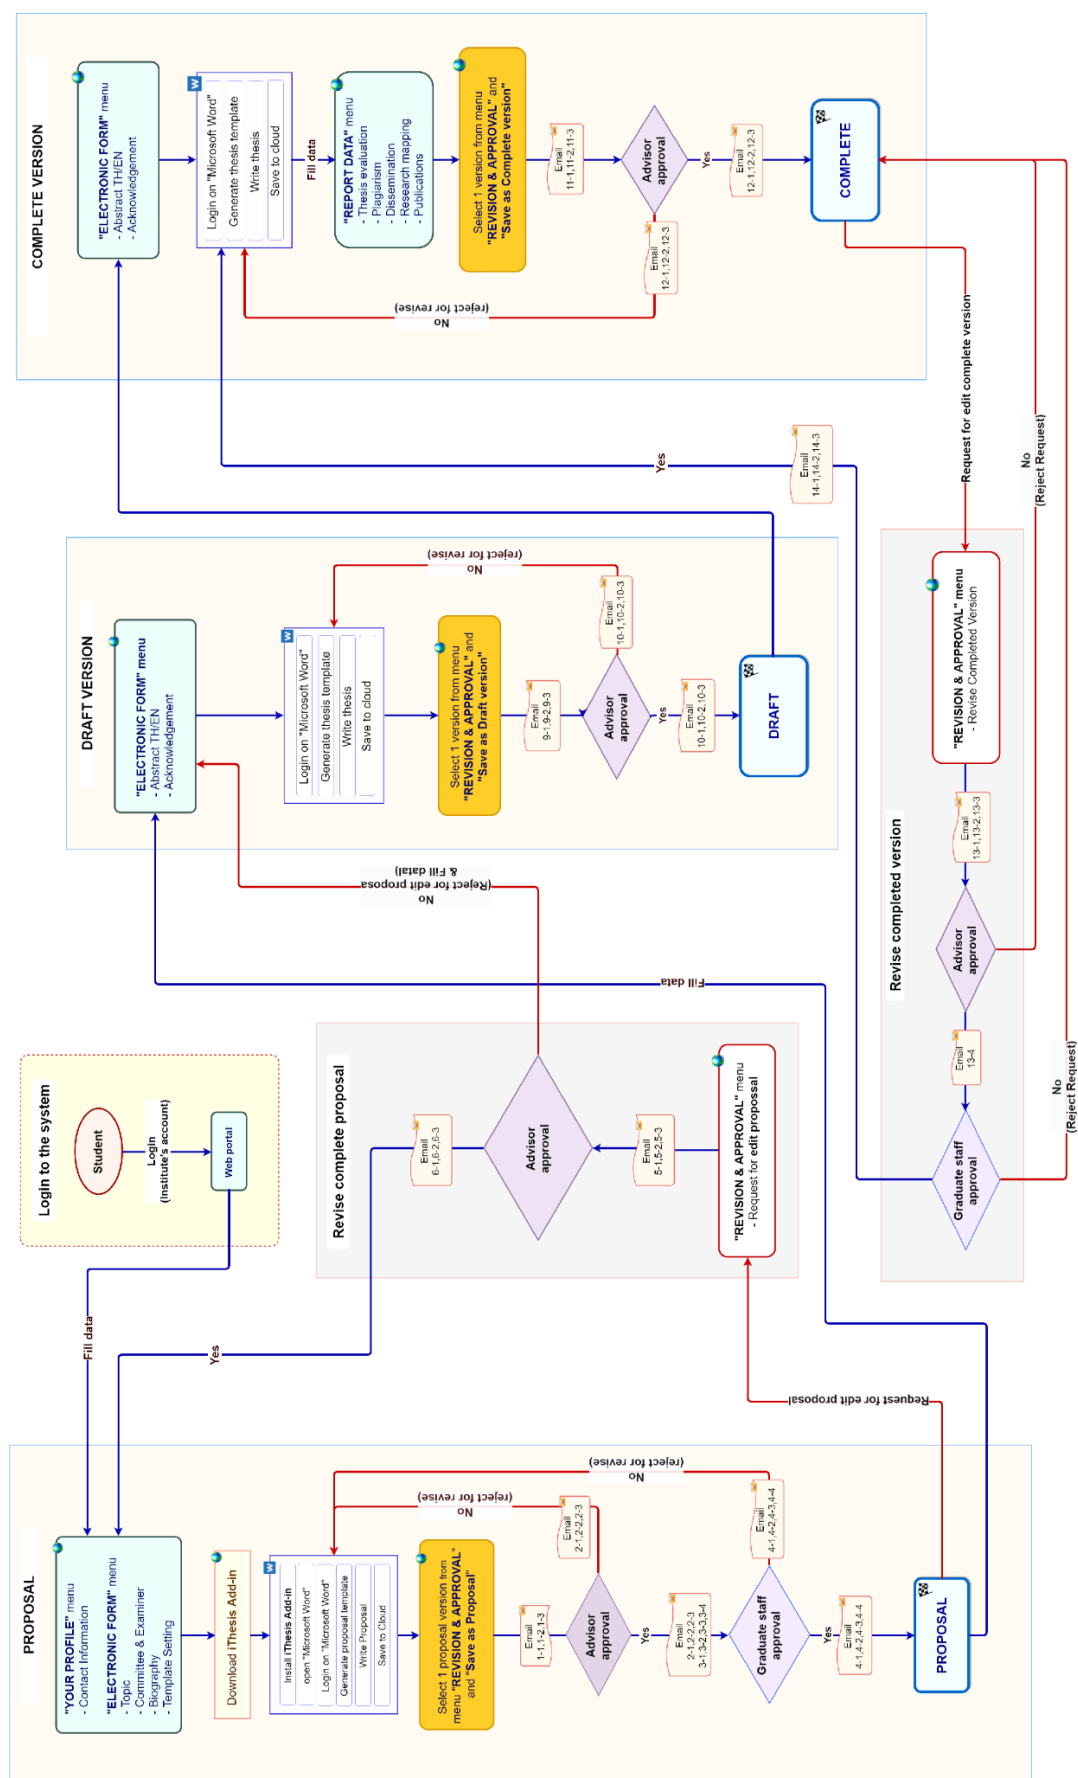 Login to the system
Student
Login
(Institute's account)
Web portal
Fill data
PROPOSAL
"YOUR PROFILE" menu
- Contact Information
"ELECTRONIC FORM" menu
- Topic
- Committee & Examiner
- Biography
- Template Setting
Download iThesis Add-in
Install iThesis Add-in
open "Microsoft Word"
Login on "Microsoft Word"
Generate proposal template
Write Proposal
Save to Cloud
Select 1 proposal version from
menu "REVISION & APPROVAL"
and "Save as Proposal"
Email
1-1,1-2,1-3
Advisor
approval
No
(reject for revise)
Email
2-1,2-2,2-3
Yes
Email
2-1,2-2,2-3
3-1,3-2,3-3,3-4
Graduate staff
approval
No
(reject for revise)
Email
4-1,4-2,4-3,4-4
Yes
Email
4-1,4-2,4-3,4-4
PROPOSAL
Request for edit proposal
Revise complete proposal
"REVISION & APPROVAL" menu
- Request for edit propossal
Email
5-1,5-2,5-3
Advisor
approval
Email
6-1,6-2,6-3
Yes
No
(Reject for edit proposal
& Fill data)
Fill data
DRAFT VERSION
"ELECTRONIC FORM" menu
- Abstract TH/EN
- Acknowledgement
Login on "Microsoft Word"
Generate thesis template
Write thesis
Save to cloud
Select 1 version from menu
"REVISION & APPROVAL" and
"Save as Draft version"
Email
9-1,9-2,9-3
Advisor
approval
No
(reject for revise)
Email
10-1,10-2,10-3
Yes
Email
10-1,10-2,10-3
DRAFT
COMPLETE VERSION
"ELECTRONIC FORM" menu
- Abstract TH/EN
- Acknowledgement
Login on "Microsoft Word"
Generate thesis template
Write thesis
Save to cloud
Fill data
"REPORT DATA" menu
- Thesis evaluation
- Plagiarism
- Dissemination
- Research mapping
- Publications
Select 1 version from menu
"REVISION & APPROVAL" and
"Save as Complete version"
Email
11-1,11-2,11-3
Advisor
approval
No
(reject for revise)
Email
12-1,12-2,12-3
Yes
Email
12-1,12-2,12-3
COMPLETE
Request for edit complete version
Revise completed version
"REVISION & APPROVAL" menu
- Revise Completed Version
Email
13-1,13-2,13-3
Advisor
approval
No
(Reject Request)
Email
13-4
Graduate staff
approval
No
(Reject Request)
Email
14-1,14-2,14-3
Yes